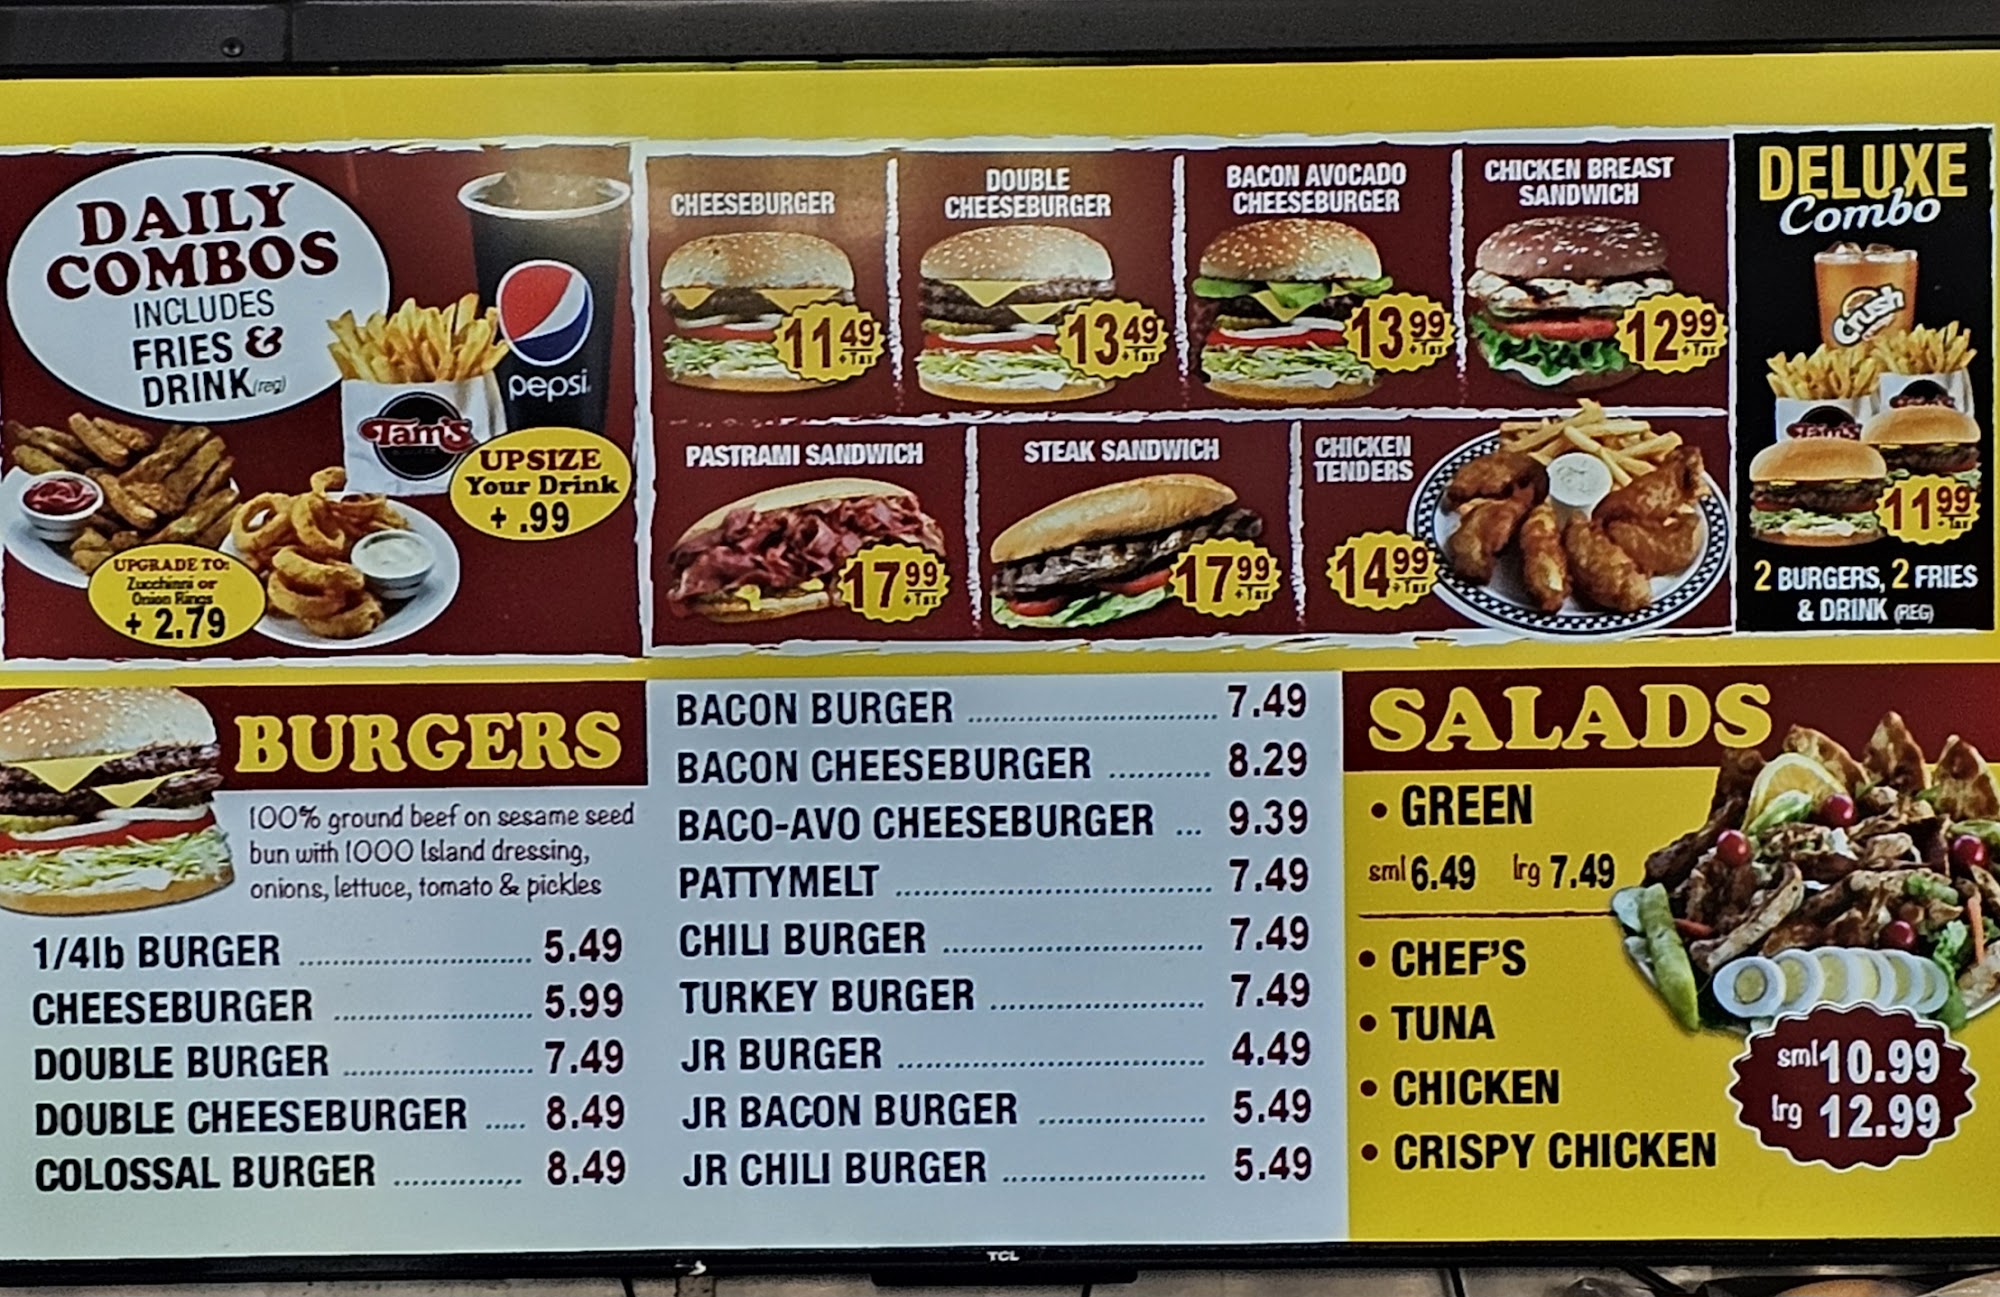 DAILY
COMBOS
INCLUDES
FRIES &
DRINK (reg)
pepsi
Tam's
UPSIZE
Your Drink
+ .99
UPGRADE TO:
Zucchinni or
Onion Rings
+ 2.79
CHEESEBURGER
11.49
+ Tax
DOUBLE
CHEESEBURGER
13.49
+ Tax
BACON AVOCADO
CHEESEBURGER
13.99
+ Tax
CHICKEN BREAST
SANDWICH
12.99
+ Tax
PASTRAMI SANDWICH
17.99
+ Tax
STEAK SANDWICH
17.99
+ Tax
CHICKEN
TENDERS
14.99
+ Tax
DELUXE
Combo
Crush
Tam's
11.99
+ Tax
2 BURGERS, 2 FRIES
& DRINK (REG)
BURGERS
100% ground beef on sesame seed
bun with 1000 Island dressing,
onions, lettuce, tomato & pickles
1/4lb BURGER 5.49
CHEESEBURGER 5.99
DOUBLE BURGER 7.49
DOUBLE CHEESEBURGER 8.49
COLOSSAL BURGER 8.49
BACON BURGER 7.49
BACON CHEESEBURGER 8.29
BACO-AVO CHEESEBURGER 9.39
PATTYMELT 7.49
CHILI BURGER 7.49
TURKEY BURGER 7.49
JR BURGER 4.49
JR BACON BURGER 5.49
JR CHILI BURGER 5.49
SALADS
• GREEN
sml 6.49 lrg 7.49
• CHEF'S
• TUNA
• CHICKEN
• CRISPY CHICKEN
sml 10.99
lrg 12.99
TCL